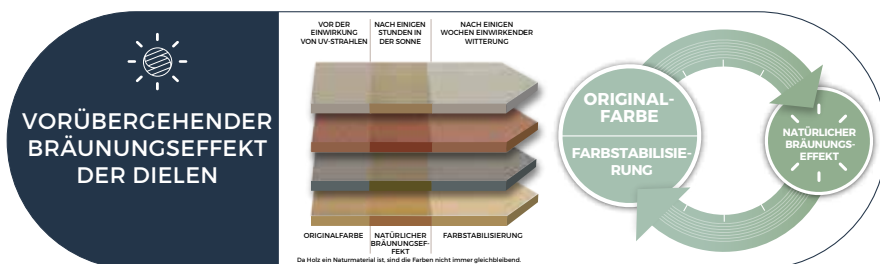 VORÜBERGEHENDER
BRÄUNUNGSEFFEKT
DER DIELEN
VOR DER
EINWIRKUNG
VON UV-STRAHLEN
NACH EINIGEN
STUNDEN IN
DER SONNE
NACH EINIGEN
WOCHEN EINWIRKENDER
WITTERUNG
ORIGINALFARBE
NATÜRLICHER
BRÄUNUNGSEF-
FEKT
FARBSTABILISIERUNG
Da Holz ein Naturmaterial ist, sind die Farben nicht immer gleichbleibend.
ORIGINAL-
FARBE
FARBSTABILISIE-
RUNG
NATÜRLICHER
BRÄUNUNGS-
EFFEKT